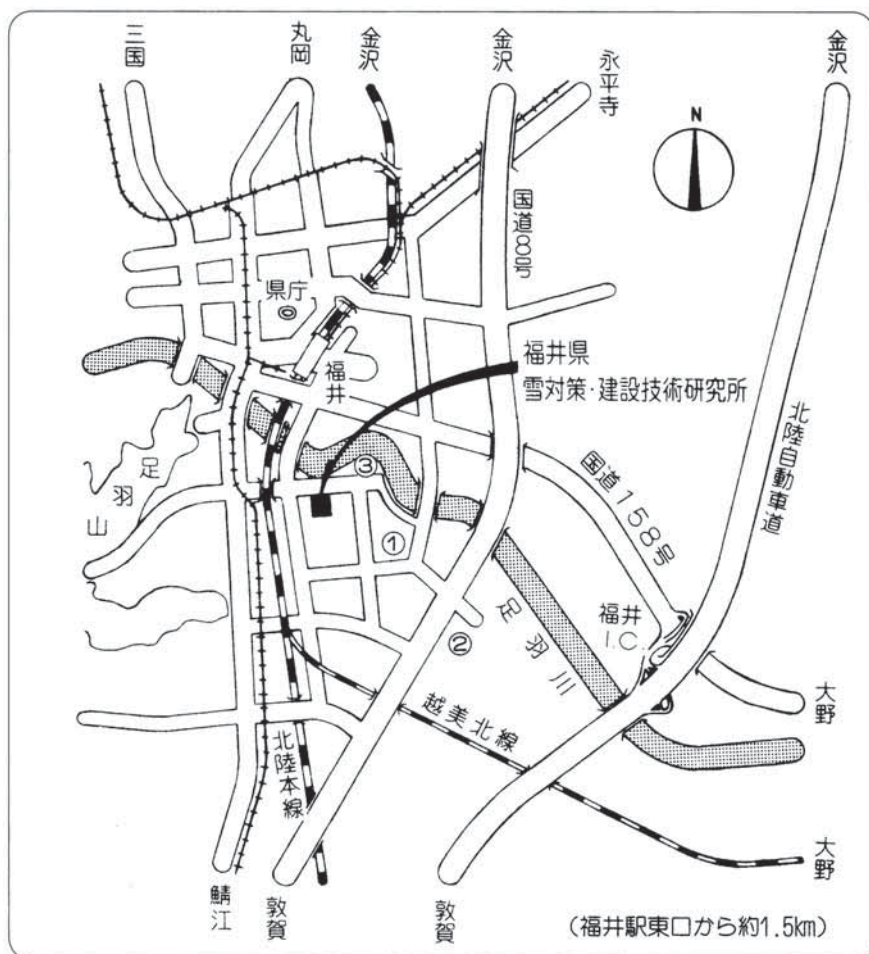 三国
丸岡
金沢
金沢
永平寺
金沢
N
国道8号
県庁
福井
福井県
雪対策・建設技術研究所
北陸自動車道
足羽山
③
国道158号
①
福井
I.C.
足羽川
②
大野
越美北線
北陸本線
大野
鯖江
敦賀
敦賀
(福井駅東口から約1.5km)